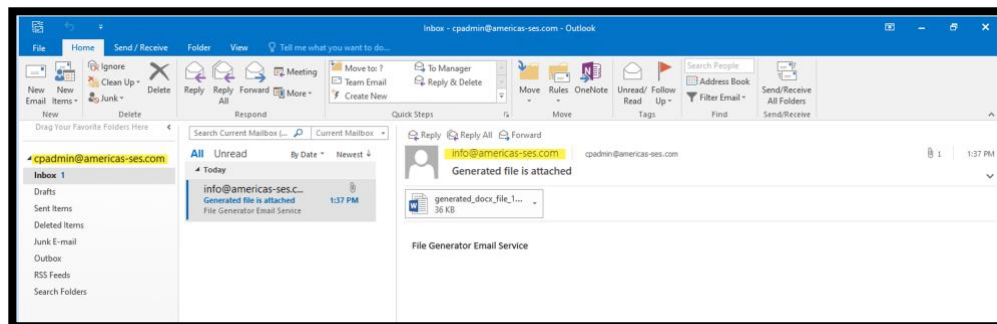 Inbox - cpadmin@americas-ses.com - Outlook
File Home Send / Receive Folder View Tell me what you want to do...
New Email
New Items
Ignore
Clean Up
Junk
Delete
Reply
Reply All
Forward
Meeting
More
Move to: ?
Team Email
Create New
To Manager
Reply & Delete
Move
Rules
OneNote
Unread/ Read
Follow Up
Search People
Address Book
Filter Email
Send/Receive All Folders
New Delete Respond Quick Steps Move Tags Find Send/Receive
Drag Your Favorite Folders Here
cpadmin@americas-ses.com
Inbox 1
Drafts
Sent Items
Deleted Items
Junk E-mail
Outbox
RSS Feeds
Search Folders
Search Current Mailbox (... Current Mailbox
All Unread By Date Newest
Today
info@americas-ses.c...
Generated file is attached 1:37 PM
File Generator Email Service
Reply Reply All Forward
info@americas-ses.com cpadmin@americas-ses.com 1 1:37 PM
Generated file is attached
generated_docx_file_1...
36 KB
File Generator Email Service